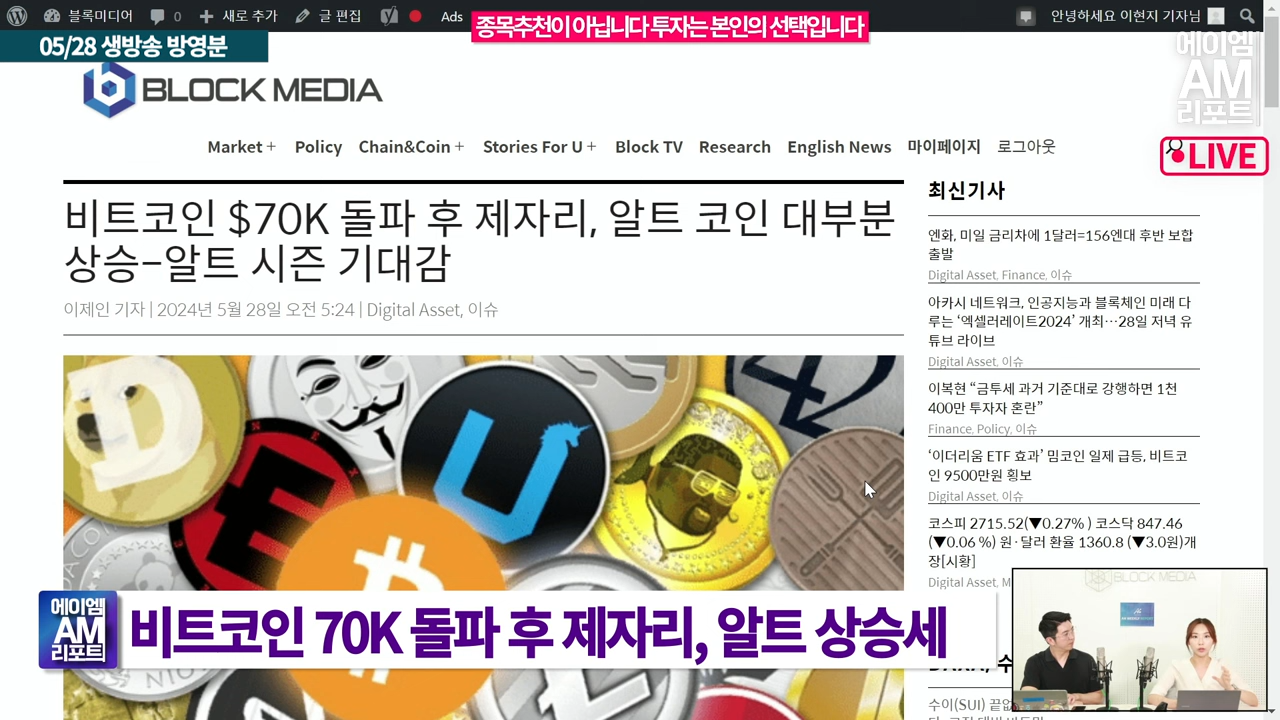 새로 추가
글 편집
Ads
안녕하세요 이현지 기자님
종목추천이 아닙니다 투자는 본인의 선택입니다
05/28 생방송 방영분
에이엠
AM
리포트
BLOCK MEDIA
LIVE
Market +
Policy
Chain&Coin +
Stories For U +
Block TV
Research
English News
마이페이지
로그아웃
비트코인 $70K 돌파 후 제자리, 알트 코인 대부분
상승-알트 시즌 기대감
이제인 기자 | 2024년 5월 28일 오전 5:24 | Digital Asset, 이슈
최신기사
엔화, 미일 금리차에 1달러=156엔대 후반 보합
출발
Digital Asset, Finance, 이슈
아카시 네트워크, 인공지능과 블록체인 미래 다
루는 ‘엑셀러레이트2024’ 개최…28일 저녁 유
튜브 라이브
Digital Asset, 이슈
이복현 “금투세 과거 기준대로 강행하면 1천
400만 투자자 혼란”
Finance, Policy, 이슈
‘이더리움 ETF 효과’ 밈코인 일제 급등, 비트코
인 9500만원 횡보
Digital Asset, 이슈
코스피 2715.52(▼0.27% ) 코스닥 847.46
(▼0.06 %) 원·달러 환율 1360.8 (▼3.0원)개
장[시황]
Digital Asset, M
에이엠
AM
리포트
비트코인 70K 돌파 후 제자리, 알트 상승세
BLOCK MEDIA
수이(SUI)